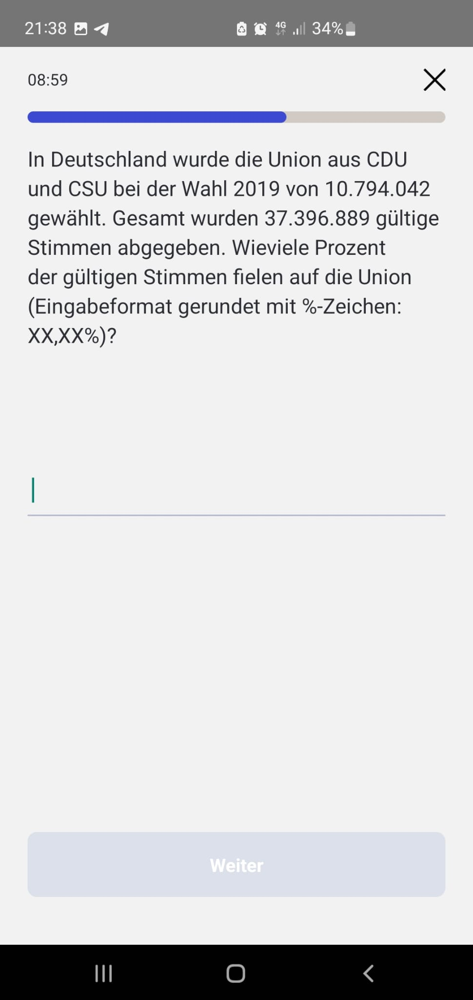 21:38 4G 34%
08:59
In Deutschland wurde die Union aus CDU
und CSU bei der Wahl 2019 von 10.794.042
gewählt. Gesamt wurden 37.396.889 gültige
Stimmen abgegeben. Wieviele Prozent
der gültigen Stimmen fielen auf die Union
(Eingabeformat gerundet mit %-Zeichen:
XX,XX%)?
Weiter